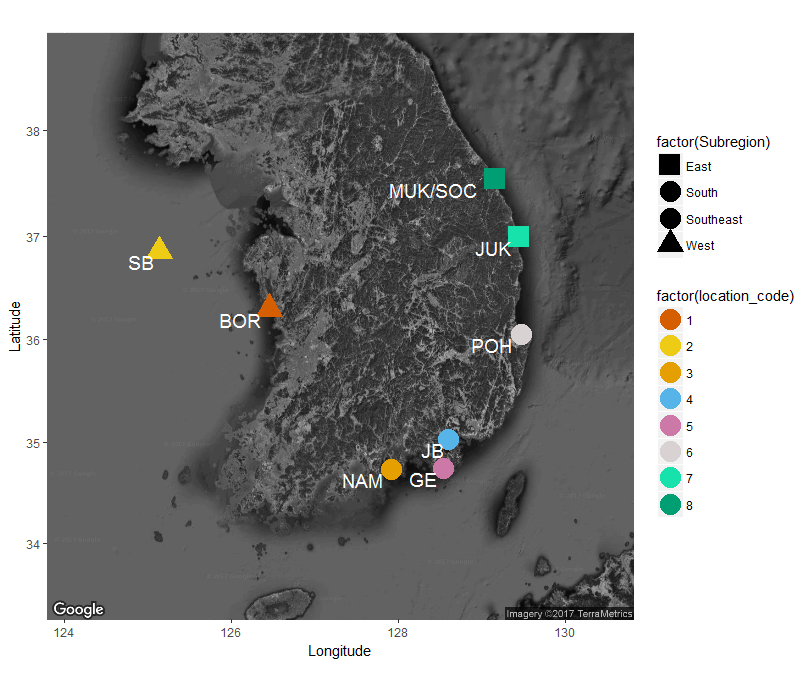 factor(Subregion)
East
South
Southeast
West
factor(location_code)
1
2
3
4
5
6
7
8
MUK/SOC
JUK
SB
BOR
POH
JB
NAM
GE
38
37
36
35
34
Latitude
Google
Imagery ©2017 TerraMetrics
124
126
128
130
Longitude